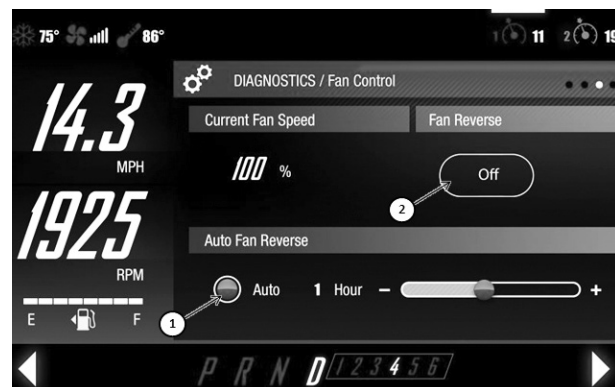 75° 86° 1 11 2 19
DIAGNOSTICS / Fan Control
14.3
MPH
Current Fan Speed Fan Reverse
100 % Off
2
1925
RPM
Auto Fan Reverse
Auto 1 Hour – +
1
E F
P R N D 1 2 3 4 5 6